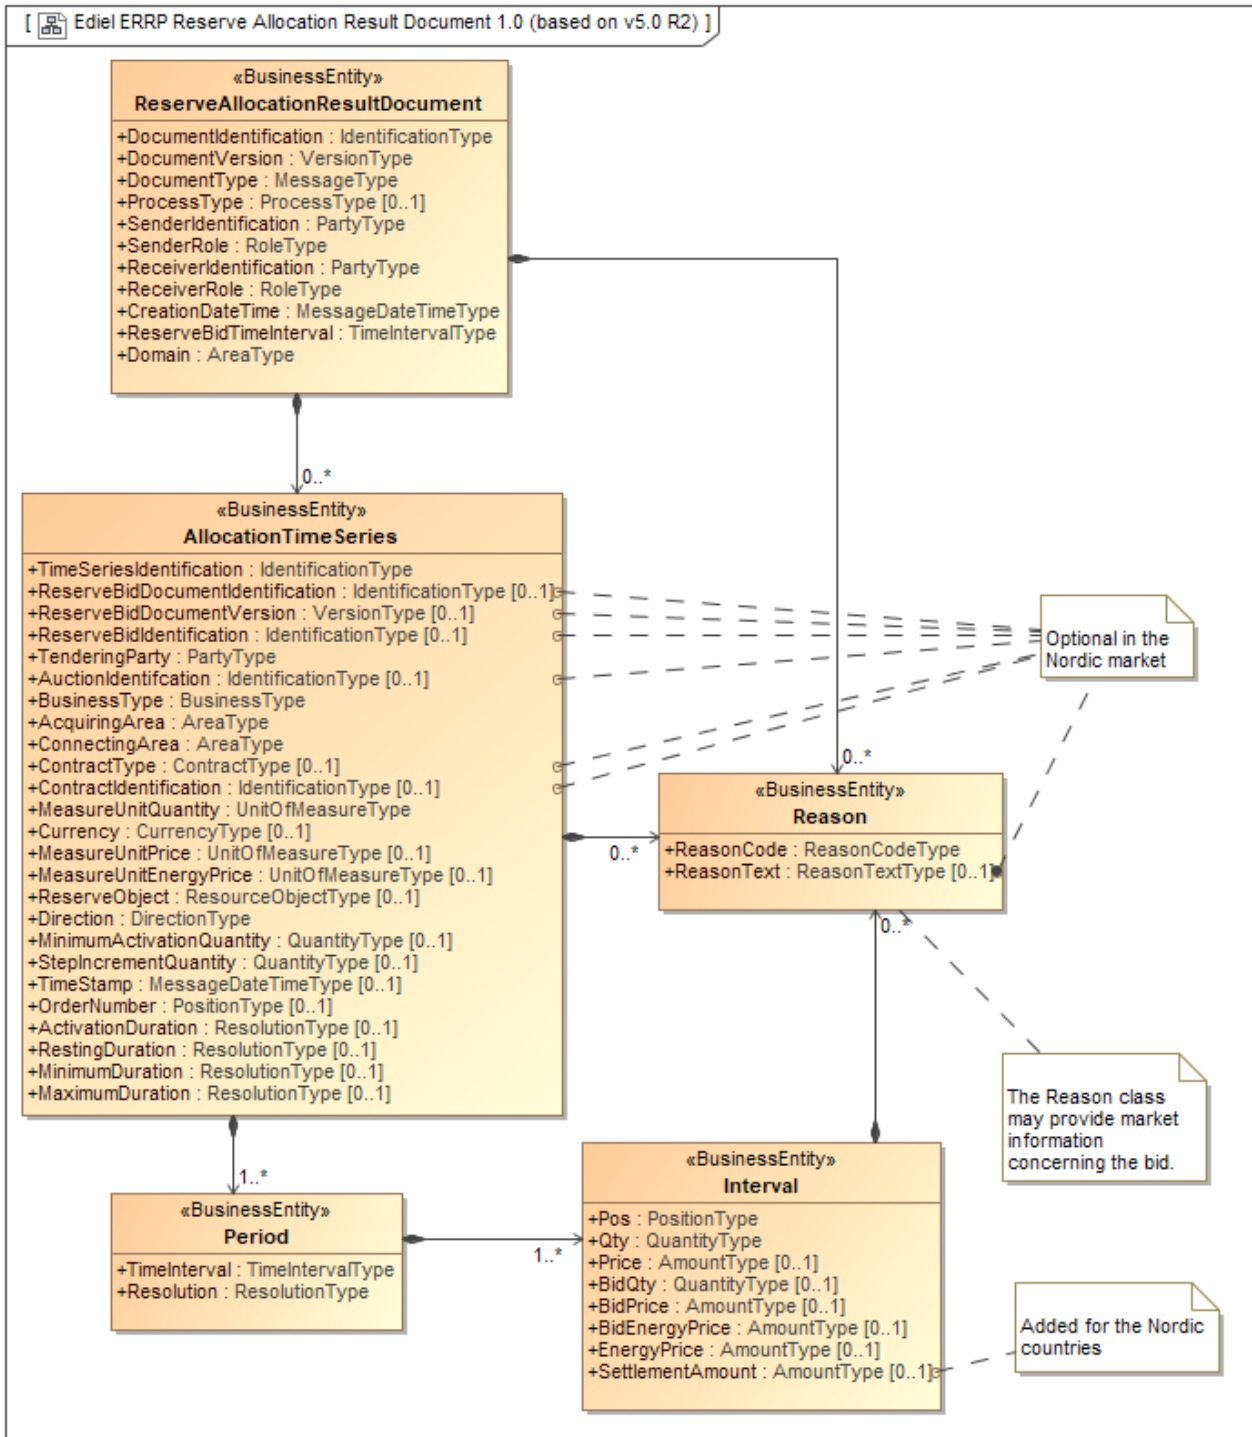 [ Ediel ERRP Reserve Allocation Result Document 1.0 (based on v5.0 R2) ]
«BusinessEntity»
ReserveAllocationResultDocument
+DocumentIdentification : IdentificationType
+DocumentVersion : VersionType
+DocumentType : MessageType
+ProcessType : ProcessType [0..1]
+SenderIdentification : PartyType
+SenderRole : RoleType
+ReceiverIdentification : PartyType
+ReceiverRole : RoleType
+CreationDateTime : MessageDateTimeType
+ReserveBidTimeInterval : TimeIntervalType
+Domain : AreaType
0..*
«BusinessEntity»
AllocationTimeSeries
+TimeSeriesIdentification : IdentificationType
+ReserveBidDocumentIdentification : IdentificationType [0..1]
+ReserveBidDocumentVersion : VersionType [0..1]
+ReserveBidIdentification : IdentificationType [0..1]
+TenderingParty : PartyType
+AuctionIdentifcation : IdentificationType [0..1]
+BusinessType : BusinessType
+AcquiringArea : AreaType
+ConnectingArea : AreaType
+ContractType : ContractType [0..1]
+ContractIdentification : IdentificationType [0..1]
+MeasureUnitQuantity : UnitOfMeasureType
+Currency : CurrencyType [0..1]
+MeasureUnitPrice : UnitOfMeasureType [0..1]
+MeasureUnitEnergyPrice : UnitOfMeasureType [0..1]
+ReserveObject : ResourceObjectType [0..1]
+Direction : DirectionType
+MinimumActivationQuantity : QuantityType [0..1]
+StepIncrementQuantity : QuantityType [0..1]
+TimeStamp : MessageDateTimeType [0..1]
+OrderNumber : PositionType [0..1]
+ActivationDuration : ResolutionType [0..1]
+RestingDuration : ResolutionType [0..1]
+MinimumDuration : ResolutionType [0..1]
+MaximumDuration : ResolutionType [0..1]
Optional in the
Nordic market
0..*
0..*
«BusinessEntity»
Reason
+ReasonCode : ReasonCodeType
+ReasonText : ReasonTextType [0..1]
0..*
The Reason class
may provide market
information
concerning the bid.
1..*
«BusinessEntity»
Period
+TimeInterval : TimeIntervalType
+Resolution : ResolutionType
1..*
«BusinessEntity»
Interval
+Pos : PositionType
+Qty : QuantityType
+Price : AmountType [0..1]
+BidQty : QuantityType [0..1]
+BidPrice : AmountType [0..1]
+BidEnergyPrice : AmountType [0..1]
+EnergyPrice : AmountType [0..1]
+SettlementAmount : AmountType [0..1]
Added for the Nordic
countries